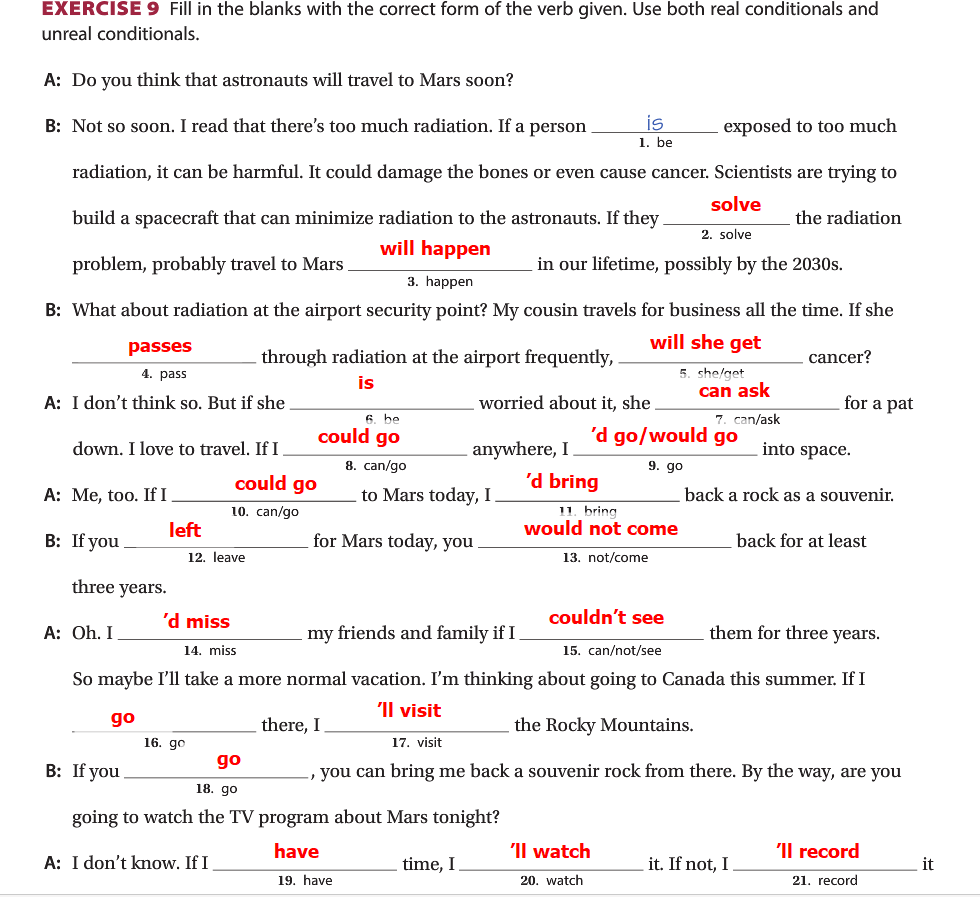 EXERCISE 9 Fill in the blanks with the correct form of the verb given. Use both real conditionals and
unreal conditionals.
A: Do you think that astronauts will travel to Mars soon?
B: Not so soon. I read that there's too much radiation. If a person is exposed to too much
1. be
radiation, it can be harmful. It could damage the bones or even cause cancer. Scientists are trying to
build a spacecraft that can minimize radiation to the astronauts. If they solve the radiation
2. solve
problem, probably travel to Mars will happen in our lifetime, possibly by the 2030s.
3. happen
B: What about radiation at the airport security point? My cousin travels for business all the time. If she
passes through radiation at the airport frequently, will she get cancer?
4. pass 5. she/get
A: I don't think so. But if she is worried about it, she can ask for a pat
6. be 7. can/ask
down. I love to travel. If I could go anywhere, I 'd go/would go into space.
8. can/go 9. go
A: Me, too. If I could go to Mars today, I 'd bring back a rock as a souvenir.
10. can/go 11. bring
B: If you left for Mars today, you would not come back for at least
12. leave 13. not/come
three years.
A: Oh. I 'd miss my friends and family if I couldn't see them for three years.
14. miss 15. can/not/see
So maybe I'll take a more normal vacation. I'm thinking about going to Canada this summer. If I
go there, I 'll visit the Rocky Mountains.
16. go 17. visit
B: If you go, you can bring me back a souvenir rock from there. By the way, are you
18. go
going to watch the TV program about Mars tonight?
A: I don't know. If I have time, I 'll watch it. If not, I 'll record it
19. have 20. watch 21. record